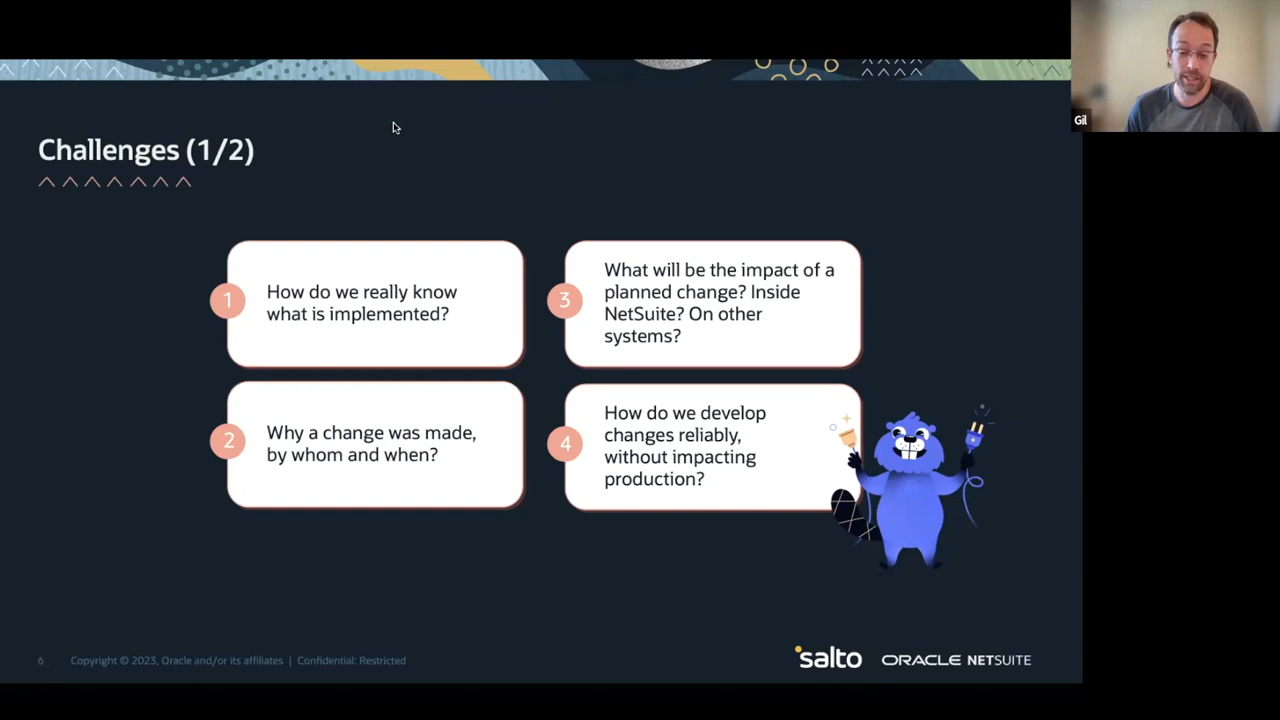 Gil
Challenges (1/2)
1
How do we really know
what is implemented?
2
Why a change was made,
by whom and when?
3
What will be the impact of a
planned change? Inside
NetSuite? On other
systems?
4
How do we develop
changes reliably,
without impacting
production?
6
Copyright © 2023, Oracle and/or its affiliates | Confidential: Restricted
salto
ORACLE NETSUITE